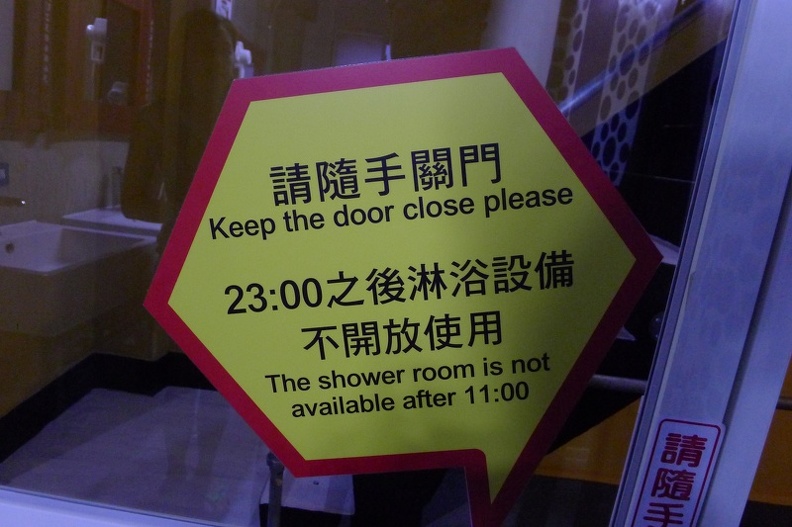 請隨手關門
Keep the door close please
23:00之後淋浴設備
不開放使用
The shower room is not
available after 11:00
請隨手